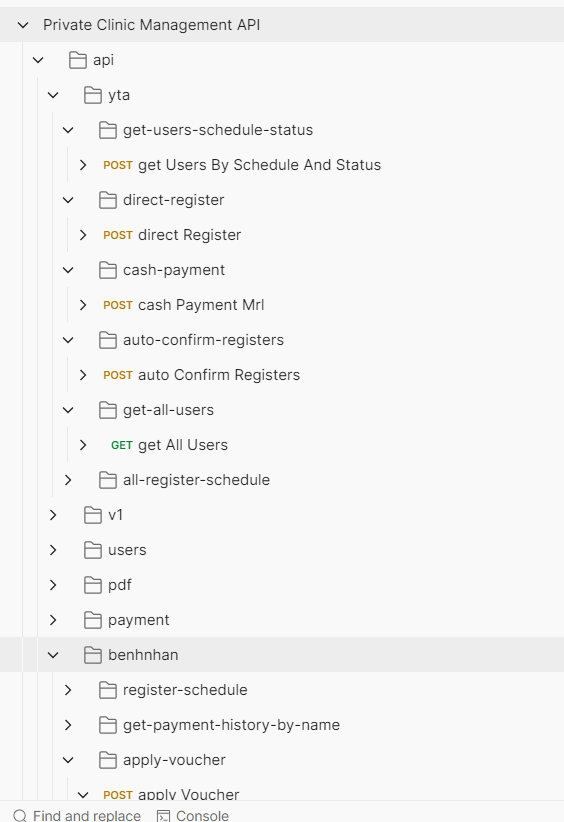 Private Clinic Management API
api
yta
get-users-schedule-status
POST get Users By Schedule And Status
direct-register
POST direct Register
cash-payment
POST cash Payment Mrl
auto-confirm-registers
POST auto Confirm Registers
get-all-users
GET get All Users
all-register-schedule
v1
users
pdf
payment
benhnhan
register-schedule
get-payment-history-by-name
apply-voucher
POST apply Voucher
Find and replace Console